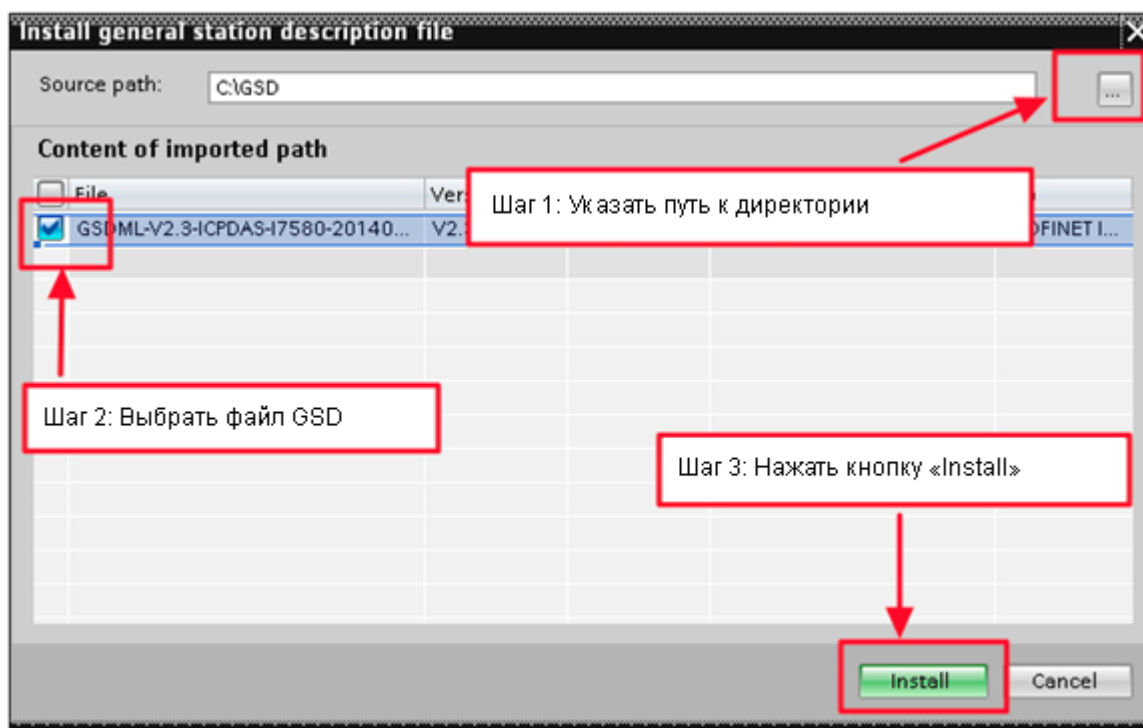 Install general station description file
Source path: C:\GSD ...
Content of imported path
File Ver
Шаг 1: Указать путь к директории
GSDML-V2.3-ICPDAS-I7580-20140... V2. OFINET I...
Шаг 2: Выбрать файл GSD
Шаг 3: Нажать кнопку «Install»
Install Cancel